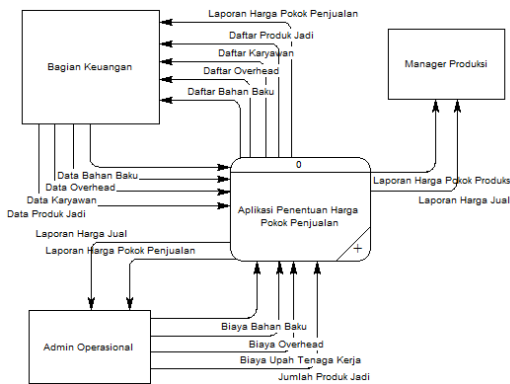 Laporan Harga Pokok Penjualan
Daftar Produk Jadi
Daftar Karyawan
Daftar Overhead
Daftar Bahan Baku
Bagian Keuangan
Manager Produksi
Data Bahan Baku
Data Overhead
Data Karyawan
Data Produk Jadi
0
Aplikasi Penentuan Harga
Pokok Penjualan
+
Laporan Harga Pokok Produks
Laporan Harga Jual
Laporan Harga Jual
Laporan Harga Pokok Penjualan
Admin Operasional
Biaya Bahan Baku
Biaya Overhead
Biaya Upah Tenaga Kerja
Jumlah Produk Jadi